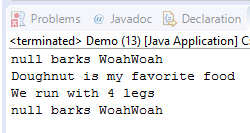 Problems @ Javadoc Declaration
<terminated> Demo (13) [Java Application] C:
null barks WoahWoah
Doughnut is my favorite food
We run with 4 legs
null barks WoahWoah